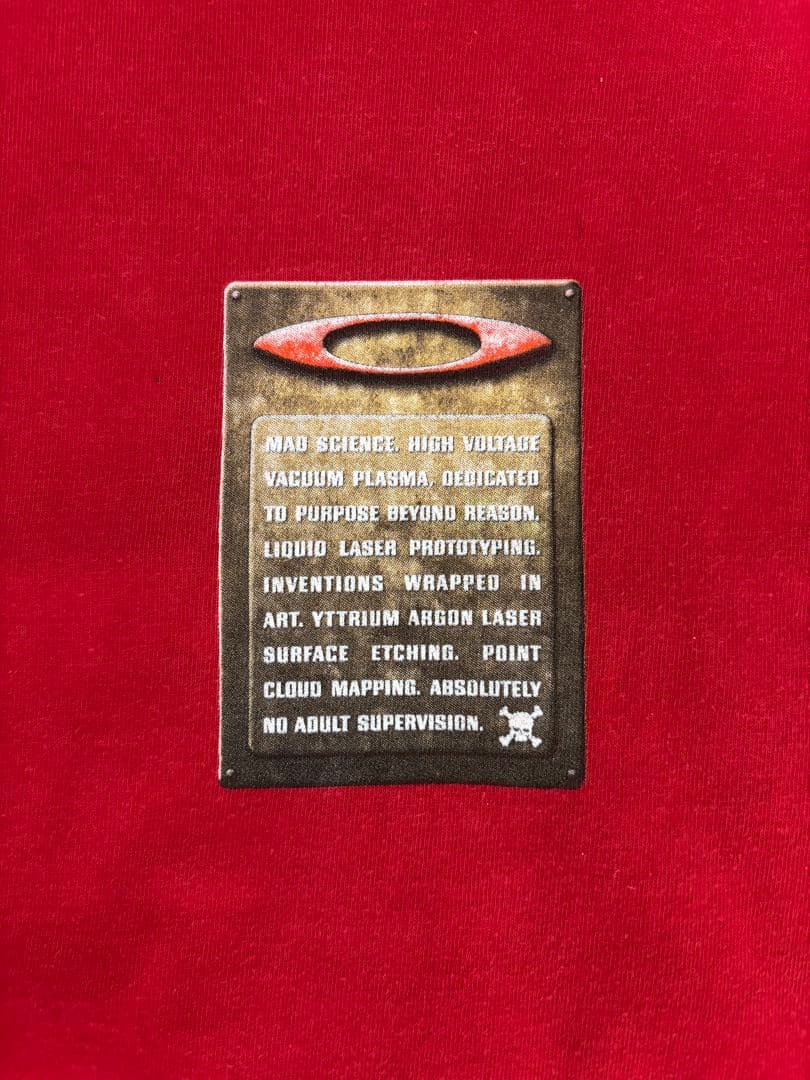 MAD SCIENCE. HIGH VOLTAGE
VACUUM PLASMA, DEDICATED
TO PURPOSE BEYOND REASON.
LIQUID LASER PROTOTYPING.
INVENTIONS WRAPPED IN
ART. YTTRIUM ARGON LASER
SURFACE ETCHING. POINT
CLOUD MAPPING. ABSOLUTELY
NO ADULT SUPERVISION.